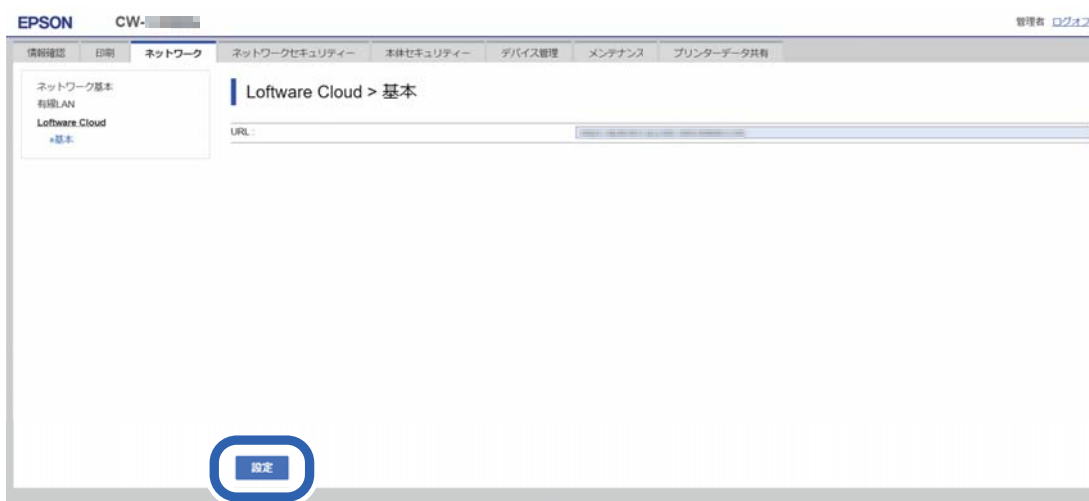 EPSON CW-
管理者 ログオフ
情報確認 印刷 ネットワーク ネットワークセキュリティー 本体セキュリティー デバイス管理 メンテナンス プリンターデータ共有
ネットワーク基本
有線LAN
Loftware Cloud
»基本
Loftware Cloud > 基本
URL :
設定